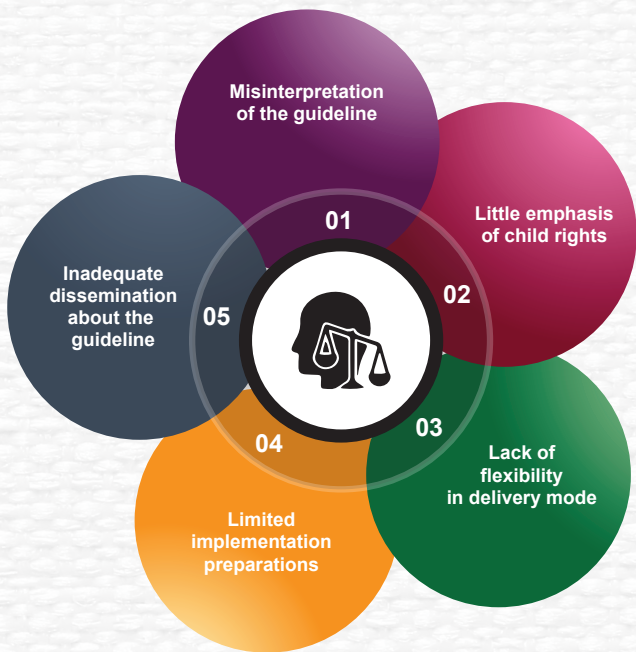 Misinterpretation
of the guideline
01
Little emphasis
of child rights
02
Lack of
flexibility
in delivery mode
03
Limited
implementation
preparations
04
Inadequate
dissemination
about the
guideline
05